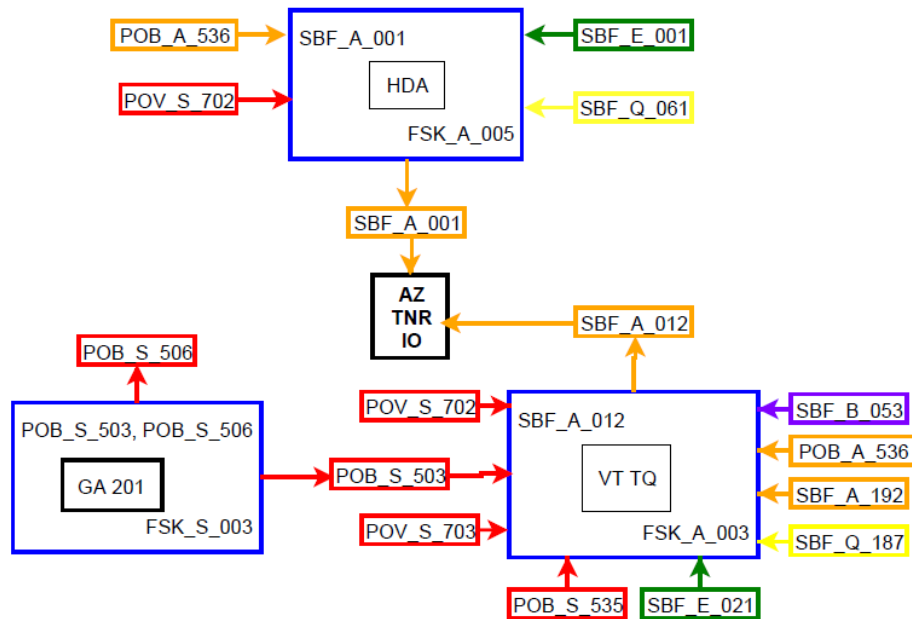 POB_A_536
SBF_A_001
SBF_E_001
HDA
POV_S_702
SBF_Q_061
FSK_A_005
SBF_A_001
AZ
TNR
IO
SBF_A_012
POB_S_506
POV_S_702
SBF_A_012
SBF_B_053
POB_S_503, POB_S_506
POB_A_536
GA 201
POB_S_503
VT TQ
SBF_A_192
FSK_S_003
POV_S_703
FSK_A_003
SBF_Q_187
POB_S_535
SBF_E_021